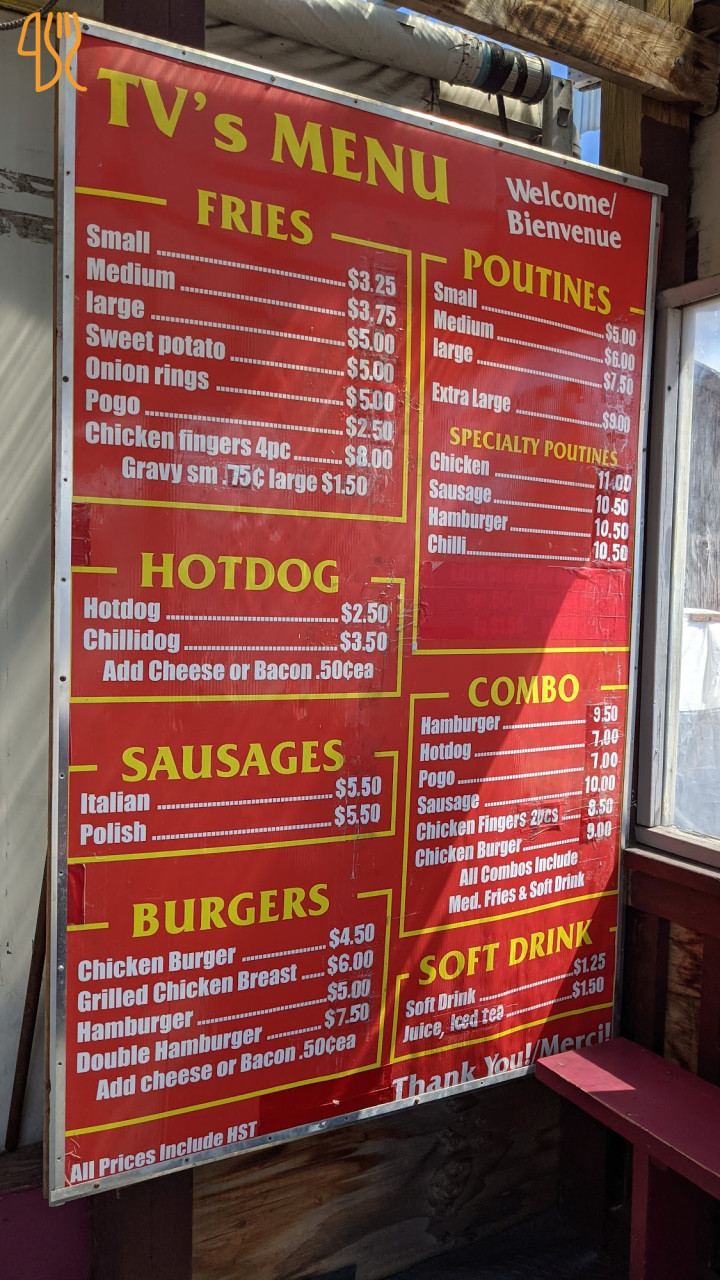 TV's MENU
Welcome/
Bienvenue
FRIES
Small $3.25
Medium $3.75
large $5.00
Sweet potato $5.00
Onion rings $5.00
Pogo $2.50
Chicken fingers 4pc $8.00
Gravy sm .75¢ large $1.50
HOTDOG
Hotdog $2.50
Chillidog $3.50
Add Cheese or Bacon .50¢ea
SAUSAGES
Italian $5.50
Polish $5.50
BURGERS
Chicken Burger $4.50
Grilled Chicken Breast $6.00
Hamburger $5.00
Double Hamburger $7.50
Add cheese or Bacon .50¢ea
All Prices Include HST
POUTINES
Small $5.00
Medium $6.00
large $7.50
Extra Large $9.00
SPECIALTY POUTINES
Chicken 11.00
Sausage 10.50
Hamburger 10.50
Chilli 10.50
COMBO
Hamburger 9.50
Hotdog 7.00
Pogo 7.00
Sausage 10.00
Chicken Fingers 2pcs 8.50
Chicken Burger 9.00
All Combos Include
Med. Fries & Soft Drink
SOFT DRINK
Soft Drink $1.25
Juice, Iced tea $1.50
Thank You!/Merci!